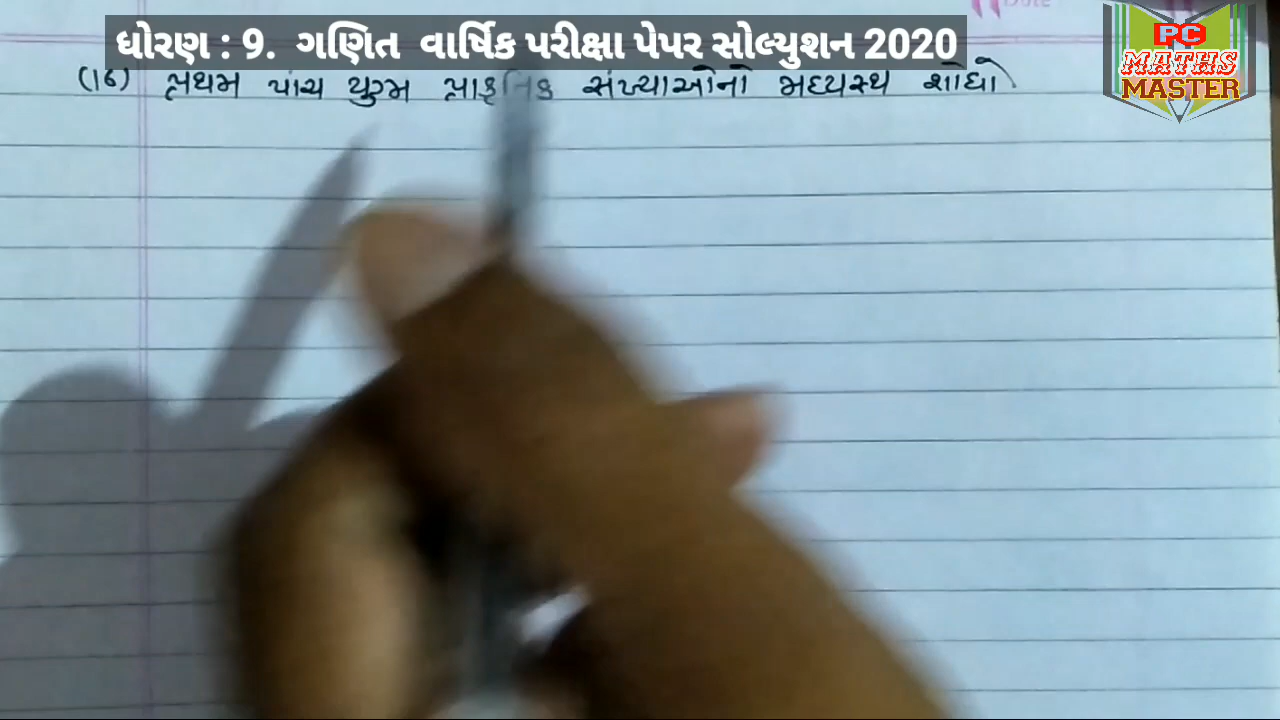 ધોરણ : 9. ગણિત વાર્ષિક પરીક્ષા પેપર સોલ્યુશન 2020
PC
MATHS
MASTER
(16) પ્રથમ પાંચ યુગ્મ પ્રાકૃતિક સંખ્યાઓનો મધ્યસ્થ શોધો